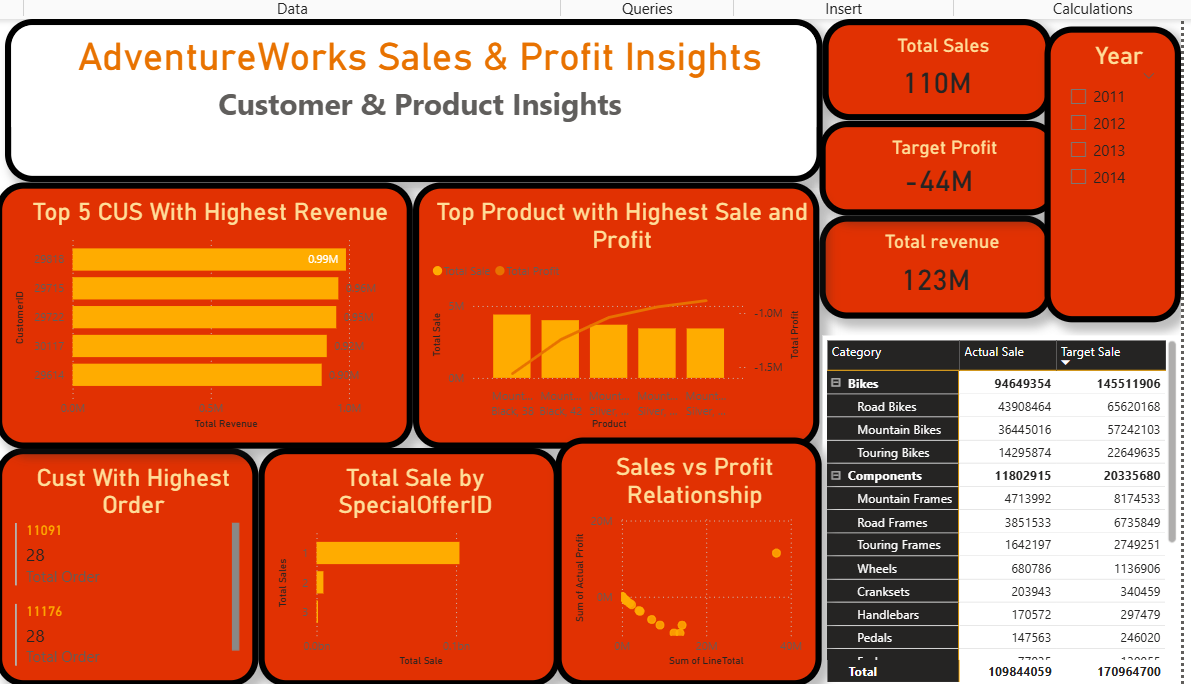 Data
Queries
Insert
Calculations
AdventureWorks Sales & Profit Insights
Customer & Product Insights
Total Sales
110M
Target Profit
-44M
Total revenue
123M
Year
2011
2012
2013
2014
Top 5 CUS With Highest Revenue
CustomerID
0.99M
Total Revenue
Top Product with Highest Sale and
Profit
Total Sale
-1.0M
-1.5M
Total Profit
Product
Cust With Highest
Order
11091
28
Total Order
11176
28
Total Order
Total Sale by
SpecialOfferID
Total Sales
Total Sale
Sales vs Profit
Relationship
Sum of Actual Profit
Sum of LineTotal
Category Actual Sale Target Sale
Bikes 94649354 145511906
Road Bikes 43908464 65620168
Mountain Bikes 36445016 57242103
Touring Bikes 14295874 22649635
Components 11802915 20335680
Mountain Frames 4713992 8174533
Road Frames 3851533 6735849
Touring Frames 1642197 2749251
Wheels 680786 1136906
Cranksets 203943 340459
Handlebars 170572 297479
Pedals 147563 246020
Total 109844059 170964700